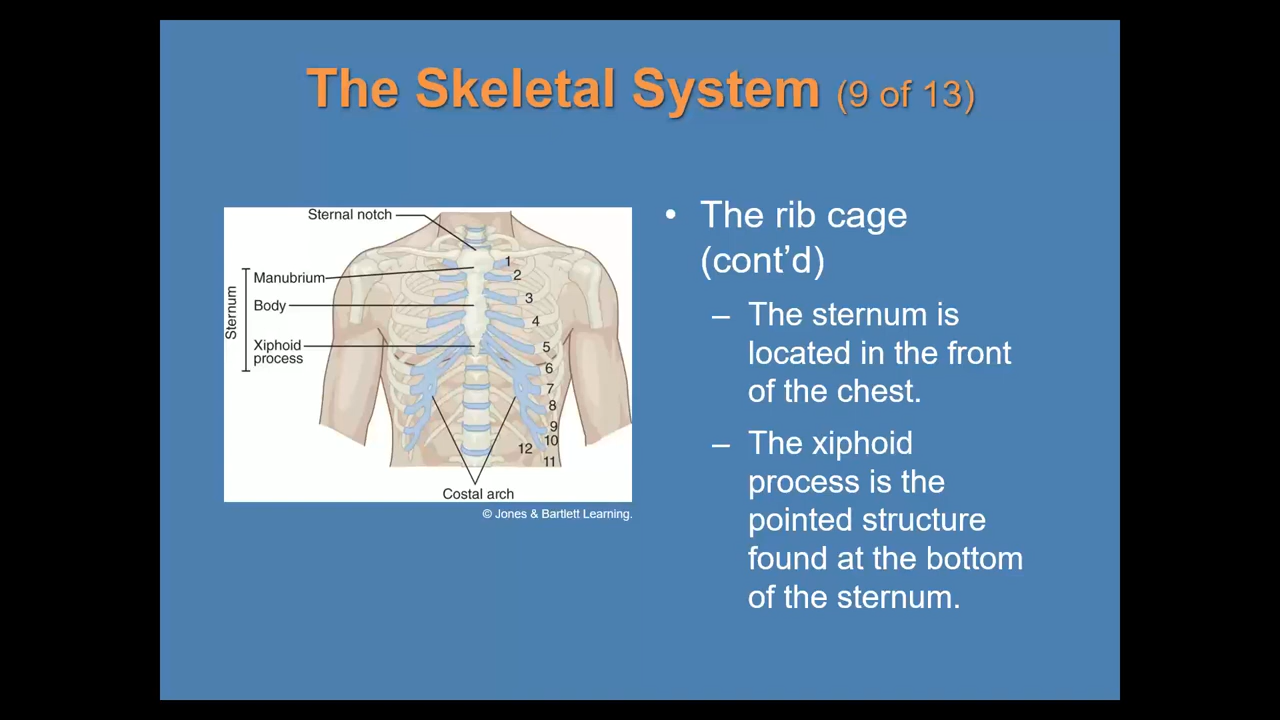 The Skeletal System (9 of 13)
Sternal notch
Manubrium
Body
Xiphoid
process
Sternum
1
2
3
4
5
6
7
8
9
10
11
12
Costal arch
© Jones & Bartlett Learning.
• The rib cage
(cont’d)
– The sternum is
located in the front
of the chest.
– The xiphoid
process is the
pointed structure
found at the bottom
of the sternum.